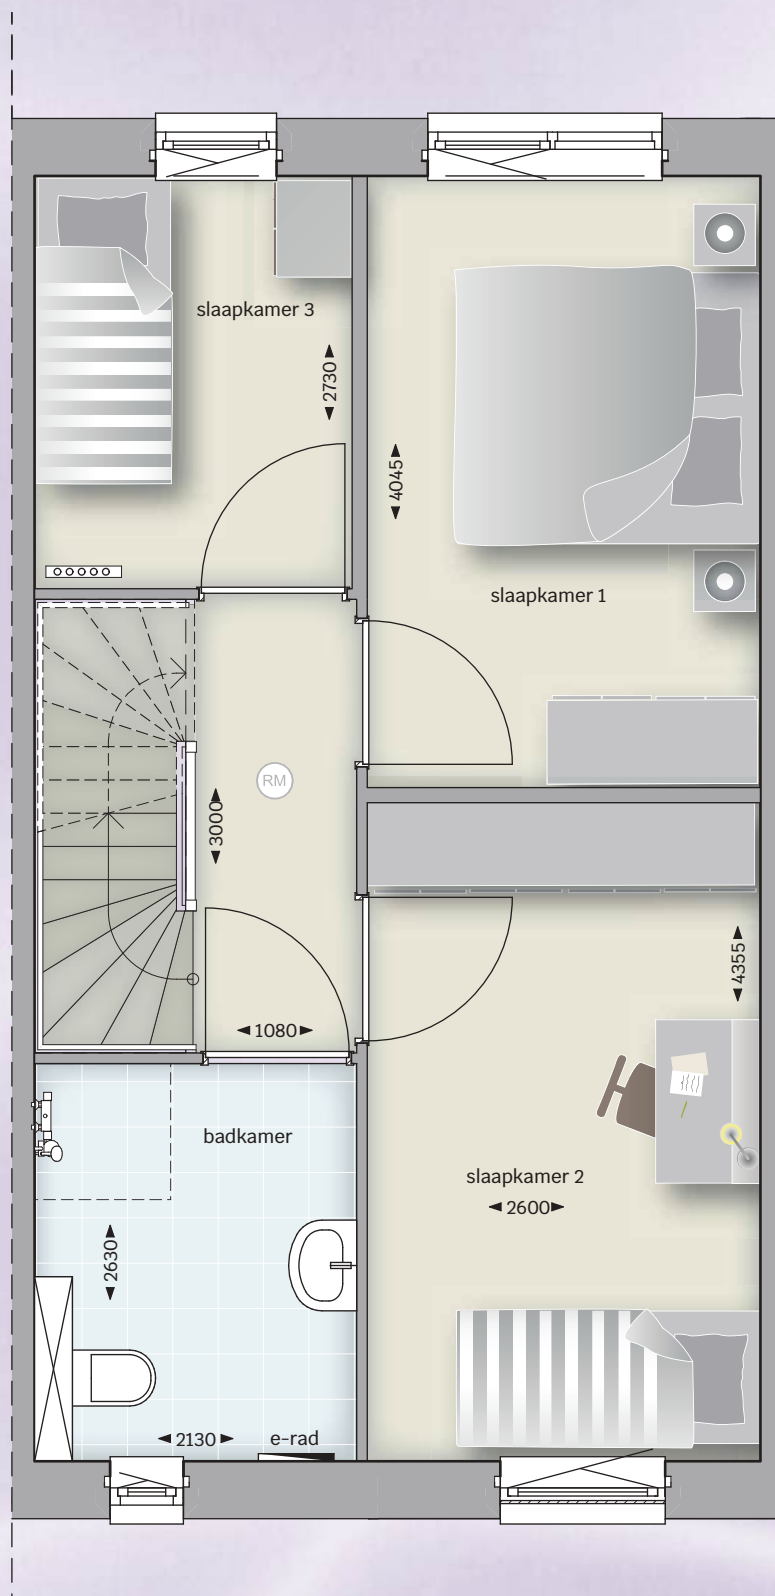 slaapkamer 3
2730
4045
slaapkamer 1
RM
3000
4355
1080
badkamer
slaapkamer 2
2600
2630
2130
e-rad